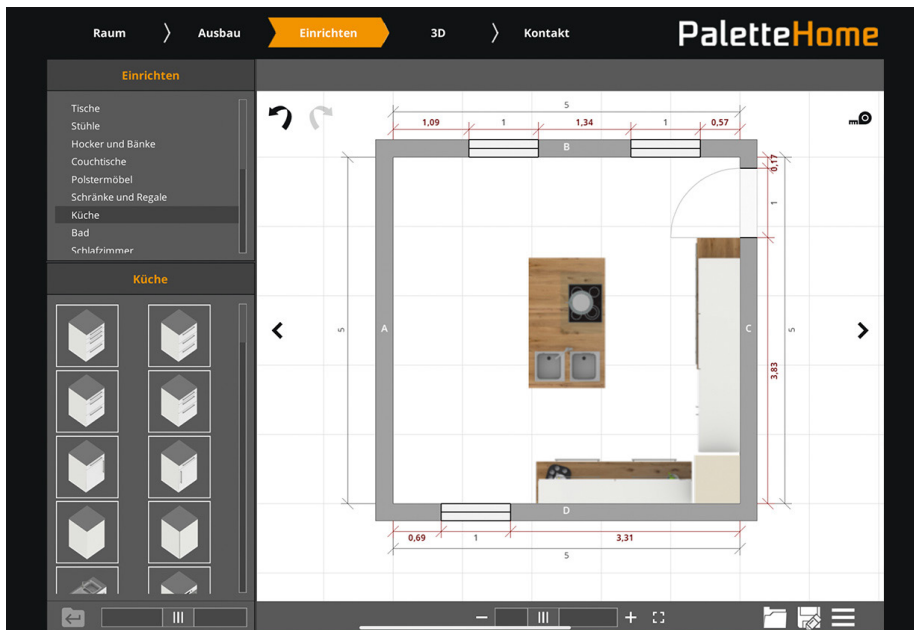 Raum
Ausbau
Einrichten
3D
Kontakt
PaletteHome
Einrichten
Tische
Stühle
Hocker und Bänke
Couchtische
Polstermöbel
Schränke und Regale
Küche
Bad
Schlafzimmer
Küche
5
1,09
1
1,34
1
0,57
m
B
0,17
1
5
A
C
5
3,83
D
0,69
1
3,31
5